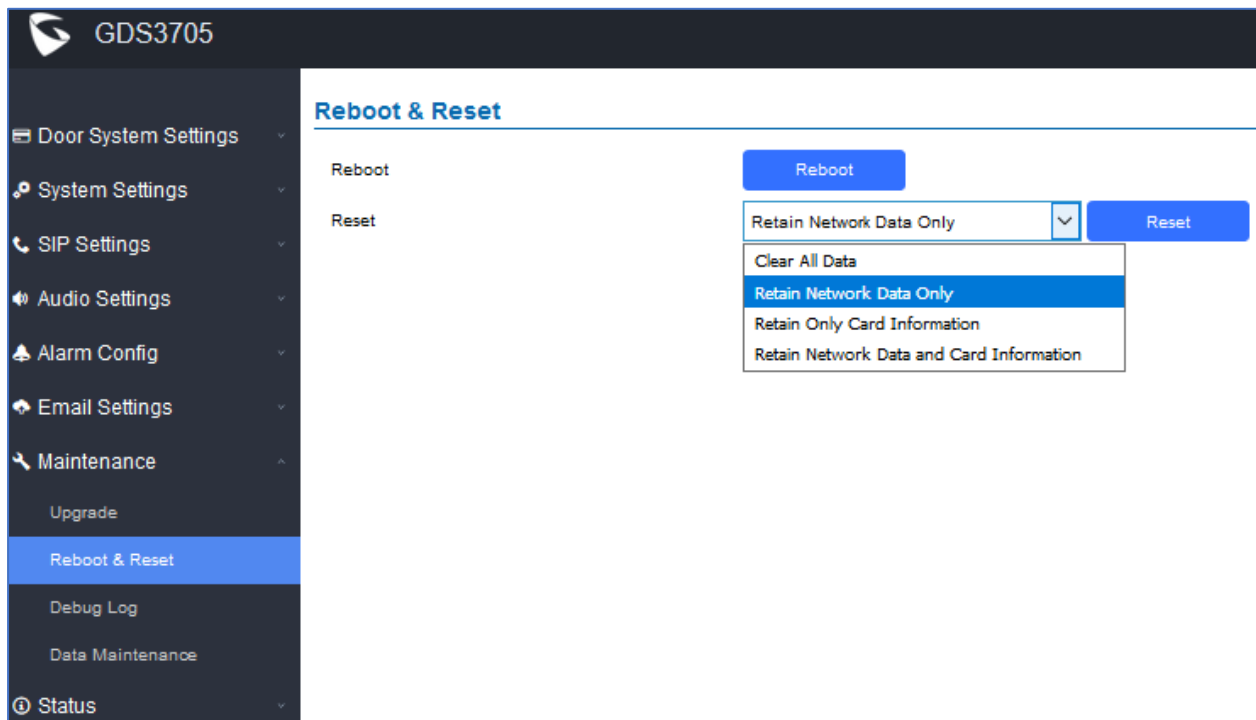 GDS3705
Door System Settings
System Settings
SIP Settings
Audio Settings
Alarm Config
Email Settings
Maintenance
Upgrade
Reboot & Reset
Debug Log
Data Maintenance
Status
Reboot & Reset
Reboot
Reboot
Reset
Retain Network Data Only
Reset
Clear All Data
Retain Network Data Only
Retain Only Card Information
Retain Network Data and Card Information